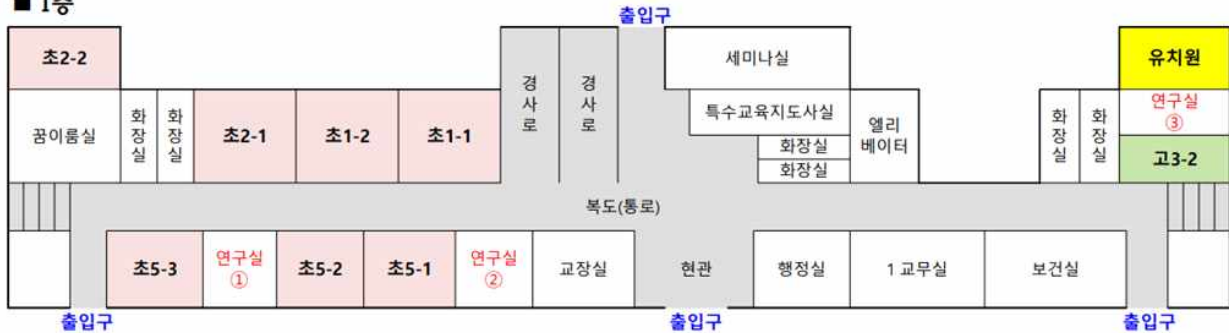 ■ 1층
출입구
초2-2
세미나실
유치원
꿈이룸실
화장실
화장실
초2-1
초1-2
초1-1
경사로
경사로
특수교육지도사실
화장실
화장실
엘리
베이터
화장실
화장실
연구실
③
고3-2
복도(통로)
초5-3
연구실
①
초5-2
초5-1
연구실
②
교장실
현관
행정실
1 교무실
보건실
출입구
출입구
출입구